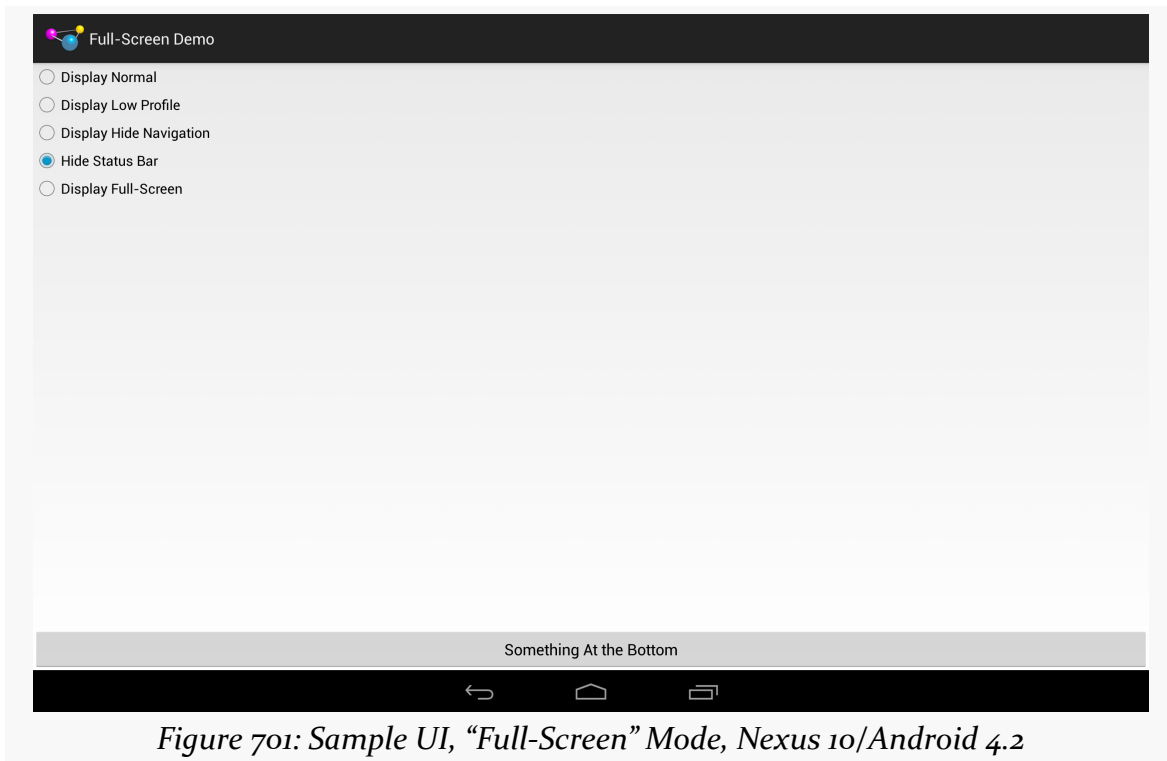 Full-Screen Demo
Display Normal
Display Low Profile
Display Hide Navigation
Hide Status Bar
Display Full-Screen
Something At the Bottom
Figure 701: Sample UI, “Full-Screen” Mode, Nexus 10/Android 4.2